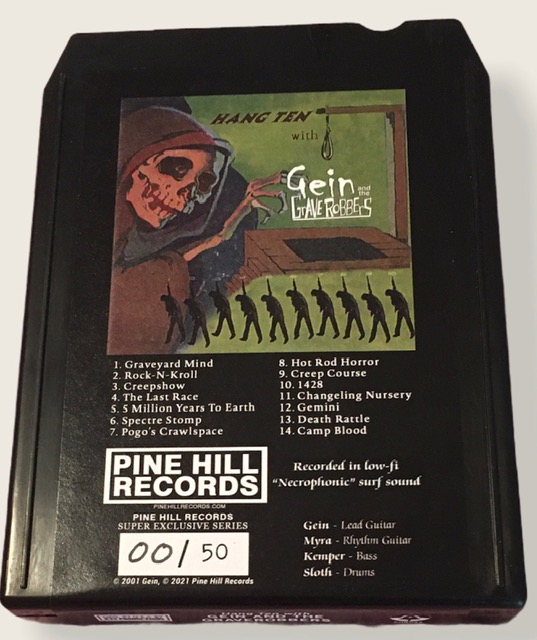 HANG TEN
with
Gein and the
GRAVE ROBBERS
1. Graveyard Mind
2. Rock-N-Kroll
3. Creepshow
4. The Last Race
5. 5 Million Years To Earth
6. Spectre Stomp
7. Pogo's Crawlspace
8. Hot Rod Horror
9. Creep Course
10. 1428
11. Changeling Nursery
12. Gemini
13. Death Rattle
14. Camp Blood
PINE HILL
RECORDS
PINEHILLRECORDS.COM
PINE HILL RECORDS
SUPER EXCLUSIVE SERIES
00/50
© 2001 Gein, © 2021 Pine Hill Records
Recorded in low-fi
"Necrophonic" surf sound
Gein - Lead Guitar
Myra - Rhythm Guitar
Kemper - Bass
Sloth - Drums
GEIN AND THE
GRAVEROBBERS